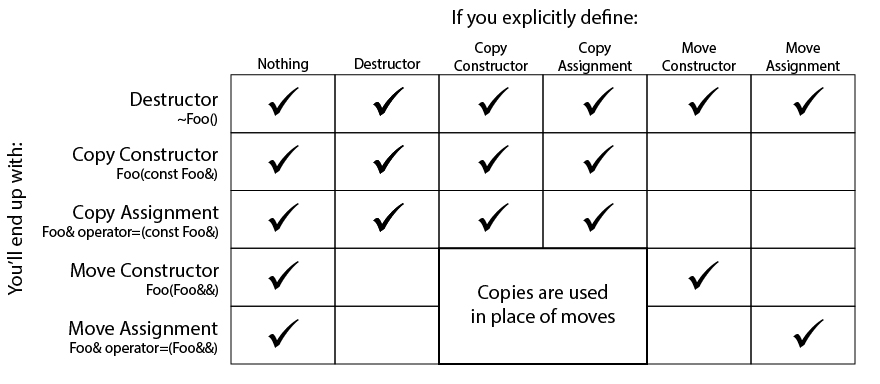 If you explicitly define:
Nothing
Destructor
Copy
Constructor
Copy
Assignment
Move
Constructor
Move
Assignment
You'll end up with:
Destructor
~Foo()
Copy Constructor
Foo(const Foo&)
Copy Assignment
Foo& operator=(const Foo&)
Move Constructor
Foo(Foo&&)
Move Assignment
Foo& operator=(Foo&&)
Copies are used
in place of moves